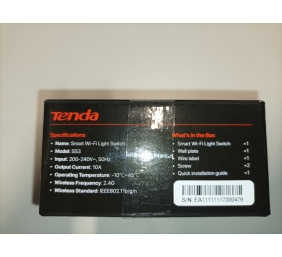 Tenda
Specifications
• Name: Smart Wi-Fi Light Switch
• Model: SS3
• Input: 200-240V~, 50Hz
• Output Current: 10A
• Operating Temperature: -10℃~45℃
• Wireless Frequency: 2.4G
• Wireless Standard: IEEE802.11b/g/n
What's in the Box
• Smart Wi-Fi Light Switch ×1
• Wall plate ×1
• Wire label ×1
• Screw ×2
• Quick installation guide ×1
S/N: EA11111117000476